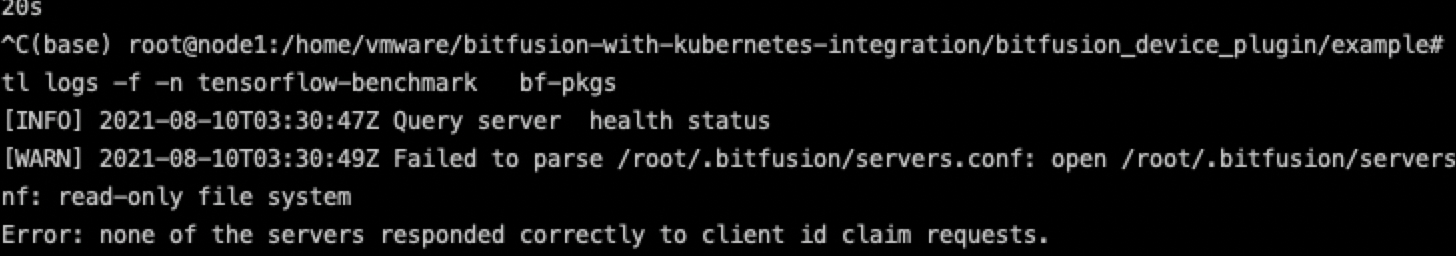 20s
^C(base) root@node1:/home/vmware/bitfusion-with-kubernetes-integration/bitfusion_device_plugin/example#
tl logs -f -n tensorflow-benchmark   bf-pkgs
[INFO] 2021-08-10T03:30:47Z Query server  health status
[WARN] 2021-08-10T03:30:49Z Failed to parse /root/.bitfusion/servers.conf: open /root/.bitfusion/servers
nf: read-only file system
Error: none of the servers responded correctly to client id claim requests.